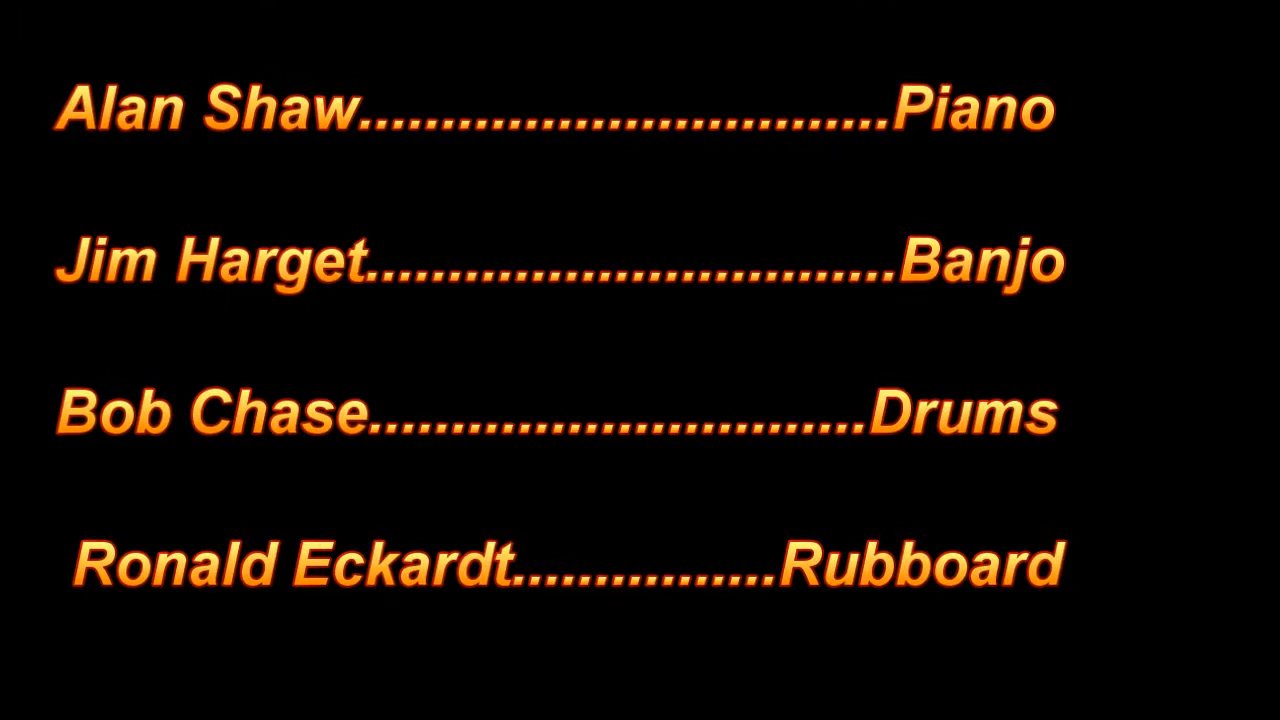 Alan Shaw................................Piano
Jim Harget................................Banjo
Bob Chase..............................Drums
Ronald Eckardt................Rubboard